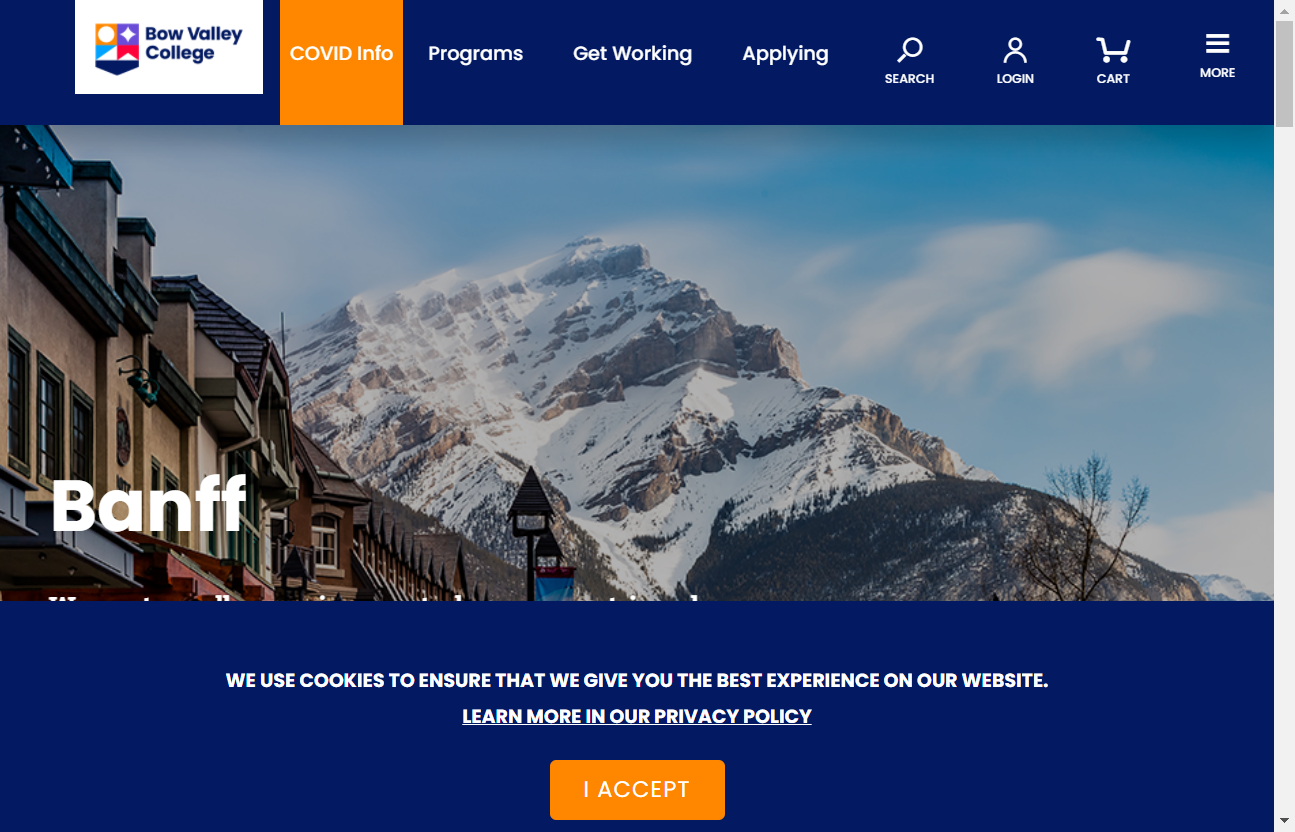 Bow Valley
College
COVID Info
Programs
Get Working
Applying
SEARCH
LOGIN
CART
MORE
Banff
WE USE COOKIES TO ENSURE THAT WE GIVE YOU THE BEST EXPERIENCE ON OUR WEBSITE.
LEARN MORE IN OUR PRIVACY POLICY
I ACCEPT